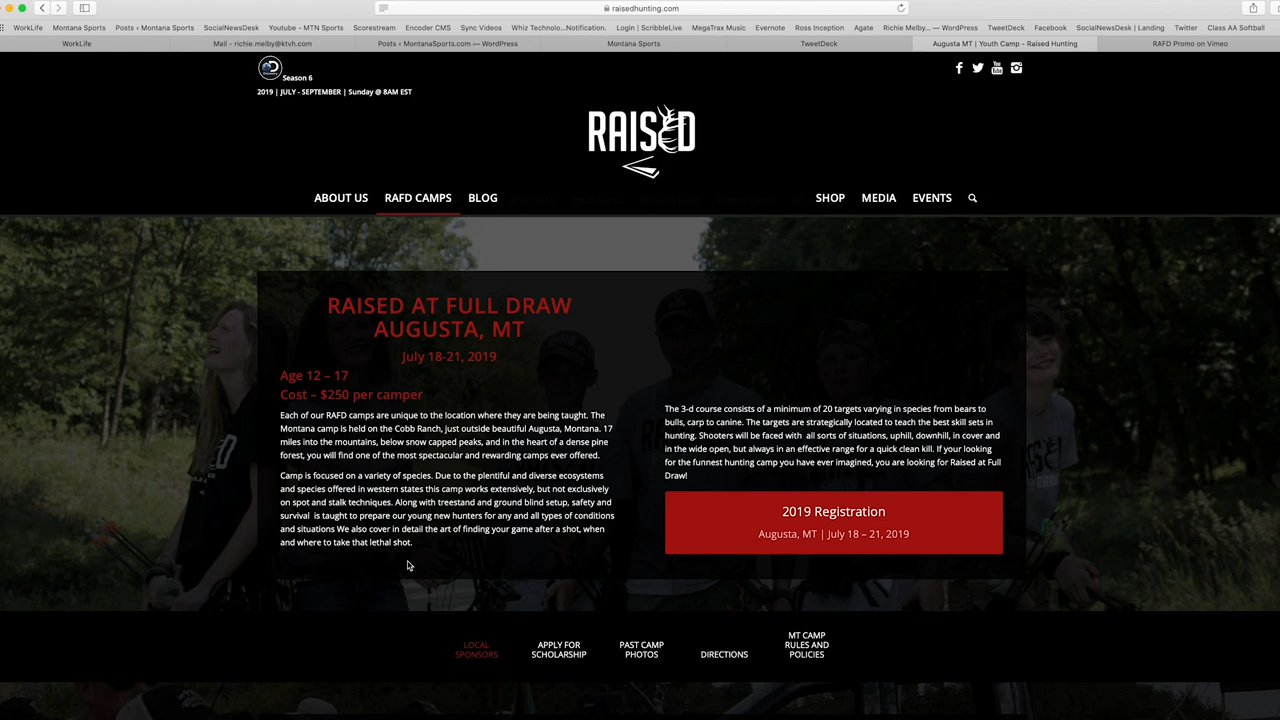 raisedhunting.com
WorkLife Montana Sports Posts ‹ Montana Sports SocialNewsDesk Youtube - MTN Sports Scorestream Encoder CMS Sync Videos Whiz Technolo...Notification. Login | ScribbleLive MegaTrax Music Evernote Ross Inception Agate Richie Melby... — WordPress TweetDeck Facebook SocialNewsDesk | Landing Twitter Class AA Softball
WorkLife Mail - richie.melby@ktvh.com Posts ‹ MontanaSports.com — WordPress Montana Sports TweetDeck Augusta MT | Youth Camp - Raised Hunting RAFD Promo on Vimeo
Season 6
2019 | JULY - SEPTEMBER | Sunday @ 8AM EST
RAISED
ABOUT US RAFD CAMPS BLOG SHOP MEDIA EVENTS
RAISED AT FULL DRAW
AUGUSTA, MT
July 18-21, 2019
Age 12 – 17
Cost – $250 per camper
Each of our RAFD camps are unique to the location where they are being taught. The
Montana camp is held on the Cobb Ranch, just outside beautiful Augusta, Montana. 17
miles into the mountains, below snow capped peaks, and in the heart of a dense pine
forest, you will find one of the most spectacular and rewarding camps ever offered.
Camp is focused on a variety of species. Due to the plentiful and diverse ecosystems
and species offered in western states this camp works extensively, but not exclusively
on spot and stalk techniques. Along with treestand and ground blind setup, safety and
survival is taught to prepare our young new hunters for any and all types of conditions
and situations We also cover in detail the art of finding your game after a shot, when
and where to take that lethal shot.
The 3-d course consists of a minimum of 20 targets varying in species from bears to
bulls, carp to canine. The targets are strategically located to teach the best skill sets in
hunting. Shooters will be faced with all sorts of situations, uphill, downhill, in cover and
in the wide open, but always in an effective range for a quick clean kill. If your looking
for the funnest hunting camp you have ever imagined, you are looking for Raised at Full
Draw!
2019 Registration
Augusta, MT | July 18 – 21, 2019
LOCAL
SPONSORS
APPLY FOR
SCHOLARSHIP
PAST CAMP
PHOTOS
DIRECTIONS
MT CAMP
RULES AND
POLICIES